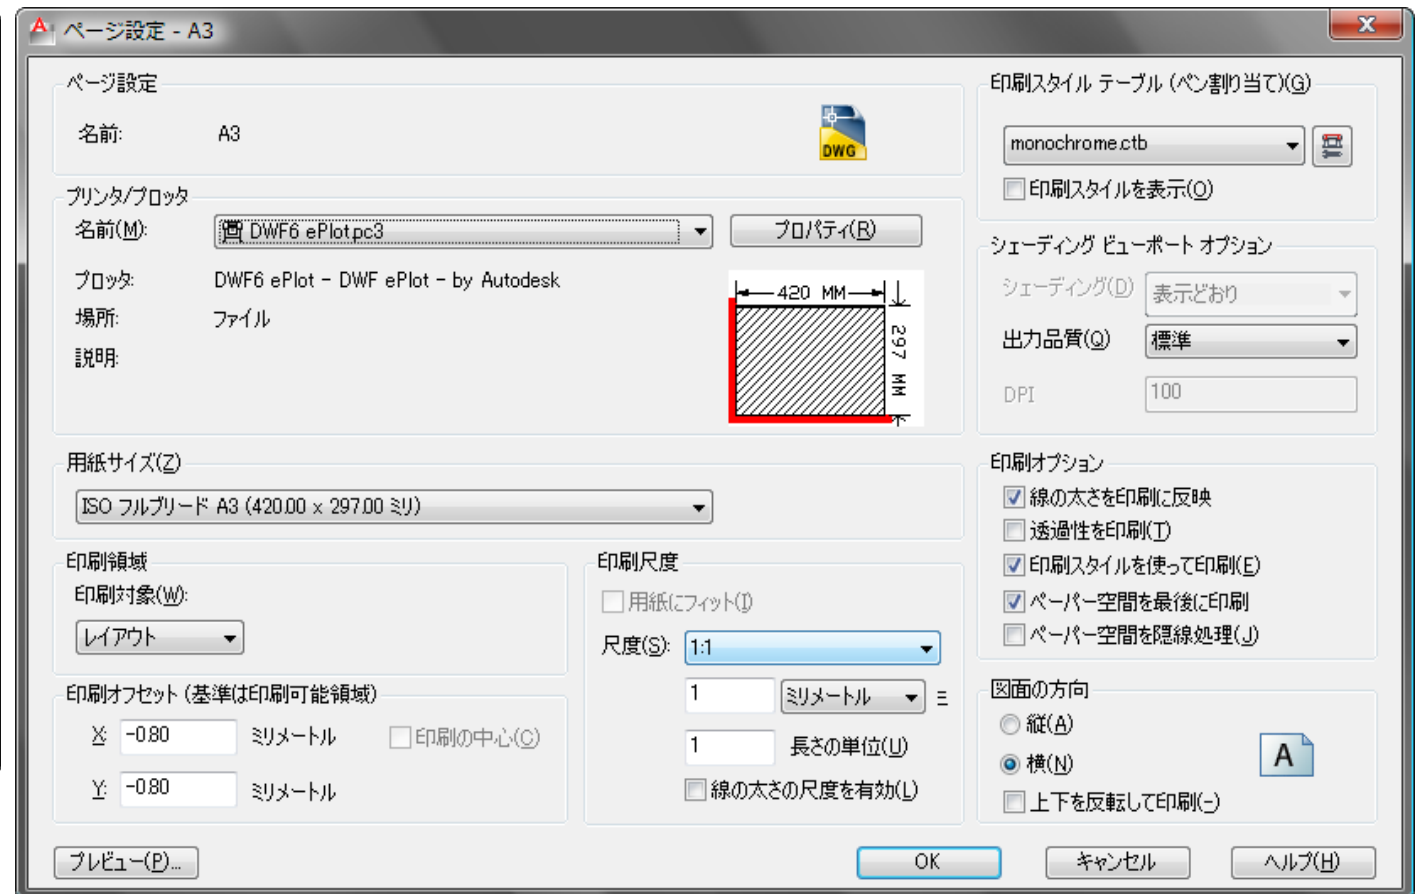 ページ設定 - A3
ページ設定
名前: A3
DWG
プリンタ/プロッタ
名前(M): DWF6 ePlot.pc3 プロパティ(R)
プロッタ: DWF6 ePlot - DWF ePlot - by Autodesk
場所: ファイル
説明:
420 MM
297 MM
用紙サイズ(Z)
ISO フルブリード A3 (420.00 x 297.00 ミリ)
印刷領域
印刷対象(W):
レイアウト
印刷オフセット (基準は印刷可能領域)
X: -0.80 ミリメートル 印刷の中心(C)
Y: -0.80 ミリメートル
印刷尺度
用紙にフィット(I)
尺度(S): 1:1
1 ミリメートル =
1 長さの単位(U)
線の太さの尺度を有効(L)
印刷スタイル テーブル (ペン割り当て)(G)
monochrome.ctb
印刷スタイルを表示(O)
シェーディング ビューポート オプション
シェーディング(D) 表示どおり
出力品質(Q) 標準
DPI 100
印刷オプション
線の太さを印刷に反映
透過性を印刷(T)
印刷スタイルを使って印刷(E)
ペーパー空間を最後に印刷
ペーパー空間を隠線処理(J)
図面の方向
縦(A)
横(N)
A
上下を反転して印刷(-)
プレビュー(P)... OK キャンセル ヘルプ(H)